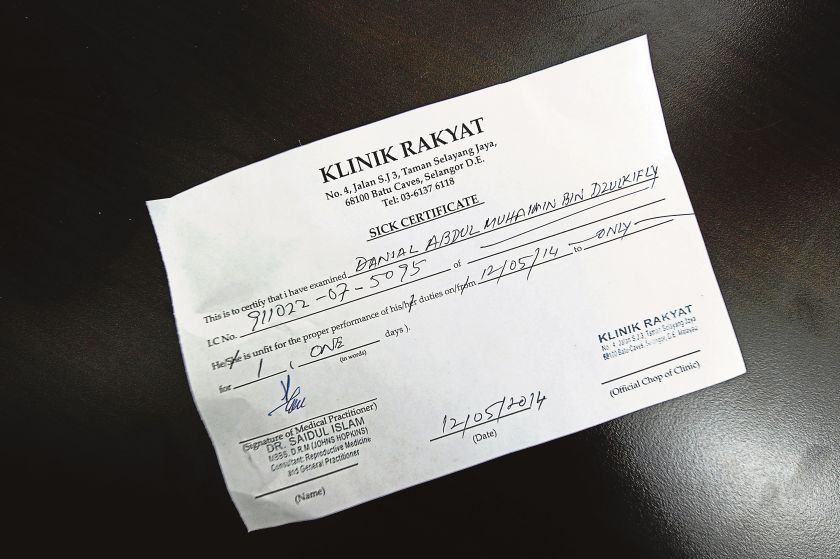 KLINIK RAKYAT
No. 4, Jalan S.J 3, Taman Selayang Jaya,
68100 Batu Caves, Selangor D.E.
Tel: 03-6137 6118
SICK CERTIFICATE
This is to certify that i have examined DANIAL ABDUL MUHAIMIN BIN DZULKIFLY
I.C No. 911022-07-5095 of
He/She is unfit for the proper performance of his/her duties on/from 12/05/14 to ONLY
for 1 ( ONE days ).
(in words)
KLINIK RAKYAT
No. 4 Jalan S.J.3, Taman Selayang Jaya
68100 Batu Caves, Selangor D.E. Malaysia
(Official Chop of Clinic)
(Signature of Medical Practitioner)
DR. SAIDUL ISLAM
MBBS. D.R.M (JOHNS HOPKINS)
Consultant: Reproductive Medicine
and General Practitioner
(Name)
12/05/2014
(Date)